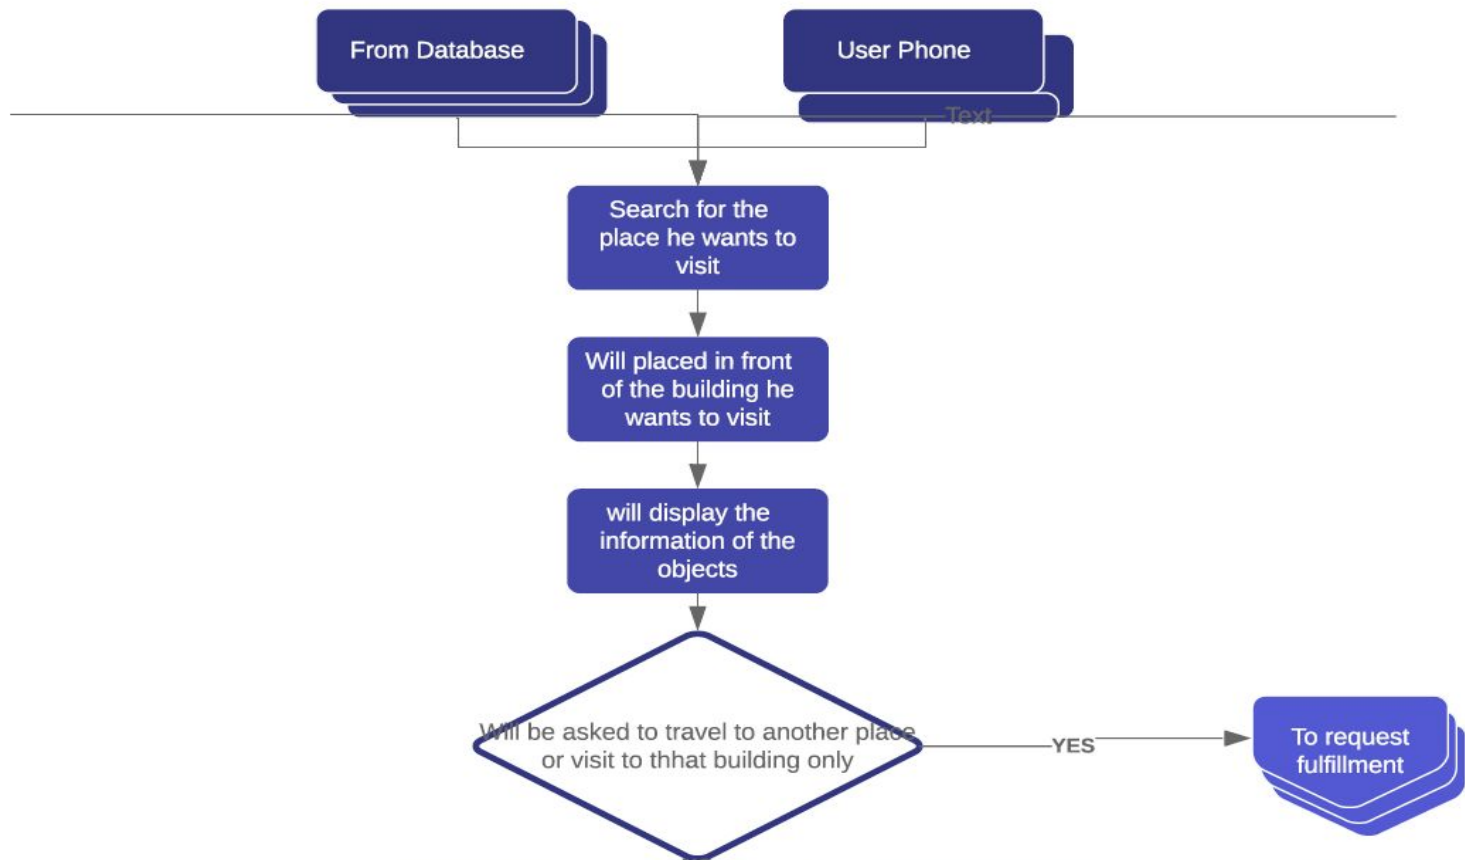 From Database
User Phone
Text
Search for the
place he wants to
visit
Will placed in front
of the building he
wants to visit
will display the
information of the
objects
Will be asked to travel to another place
or visit to thhat building only
YES
To request
fulfillment